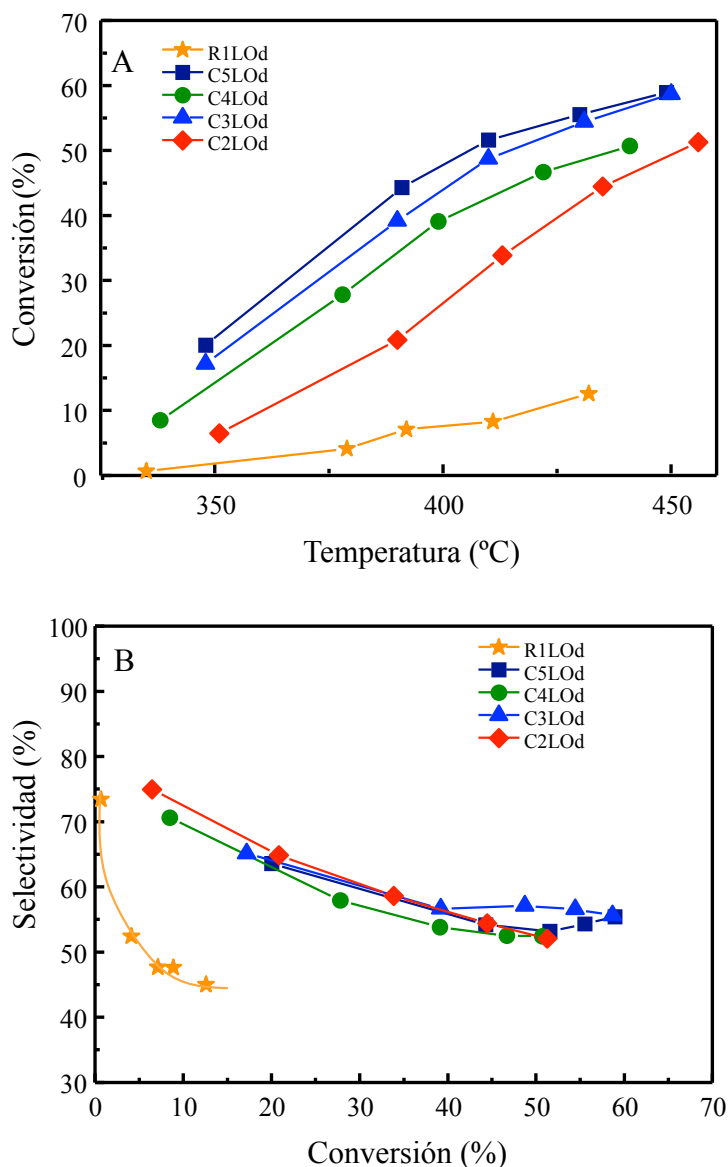 70
60
50
40
30
20
10
0
Conversión (%)
A
R1LOd
C5LOd
C4LOd
C3LOd
C2LOd
350
400
450
Temperatura (ºC)
100
90
80
70
60
50
40
30
Selectividad (%)
B
R1LOd
C5LOd
C4LOd
C3LOd
C2LOd
0
10
20
30
40
50
60
70
Conversión (%)